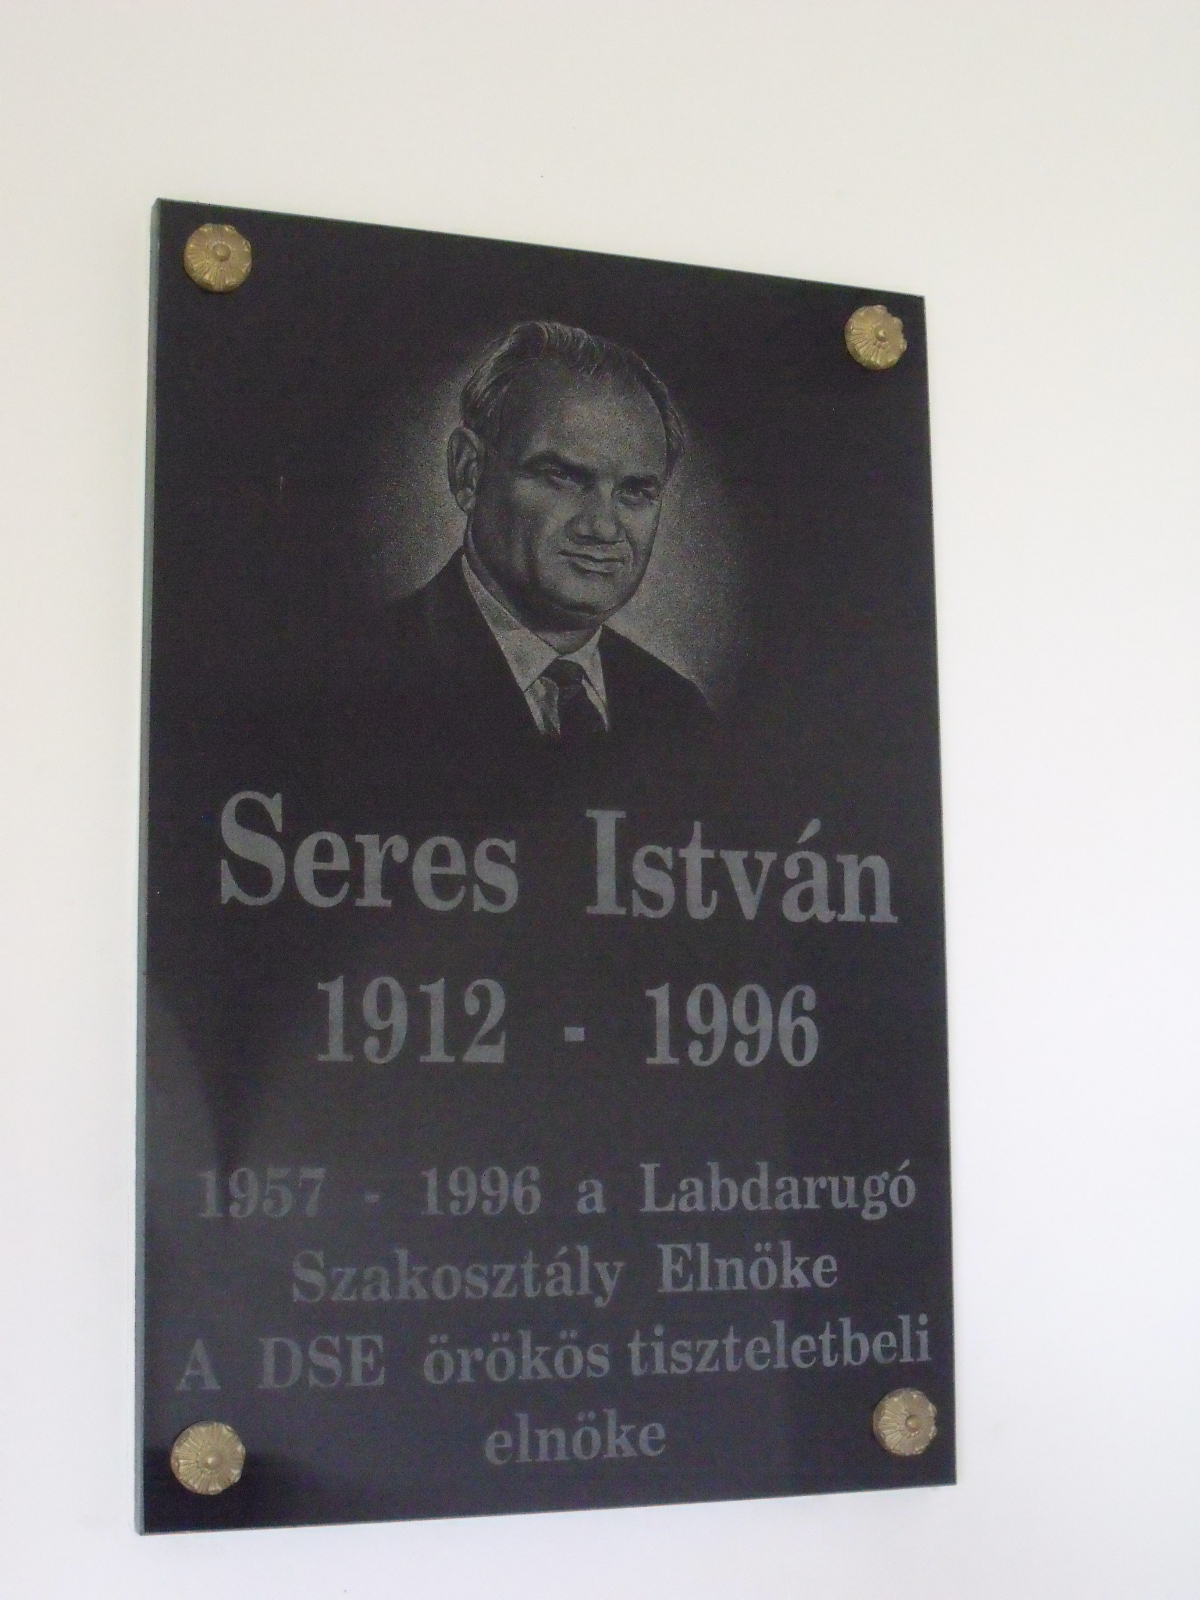 Seres István
1912 - 1996
1957 - 1996 a Labdarugó
Szakosztály Elnöke
A DSE örökös tiszteletbeli
elnöke